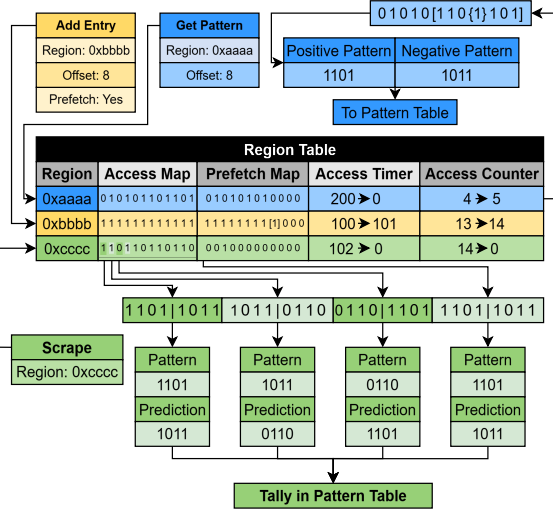 Add Entry
Region: 0xbbbb
Offset: 8
Prefetch: Yes
Get Pattern
Region: 0xaaaa
Offset: 8
0 1 0 1 0 [1 1 0 {1} 1 0 1]
Positive Pattern Negative Pattern
1101 1011
To Pattern Table
Region Table
Region Access Map Prefetch Map Access Timer Access Counter
0xaaaa 0 1 0 1 0 1 1 0 1 1 0 1 0 1 0 1 0 1 0 1 0 0 0 0 200➔0 4➔5
0xbbbb 1 1 1 1 1 1 1 1 1 1 1 1 1 1 1 1 1 1 1 1 [1] 0 0 0 100➔101 13➔14
0xcccc 1 1 0 1 1 0 1 1 0 1 1 0 0 0 1 0 0 0 0 0 0 0 0 0 102➔0 14➔0
1 1 0 1 | 1 0 1 1 1 0 1 1 | 0 1 1 0 0 1 1 0 | 1 1 0 1 1 1 0 1 | 1 0 1 1
Scrape
Region: 0xcccc
Pattern Pattern Pattern Pattern
1101 1011 0110 1101
Prediction Prediction Prediction Prediction
1011 0110 1101 1011
Tally in Pattern Table